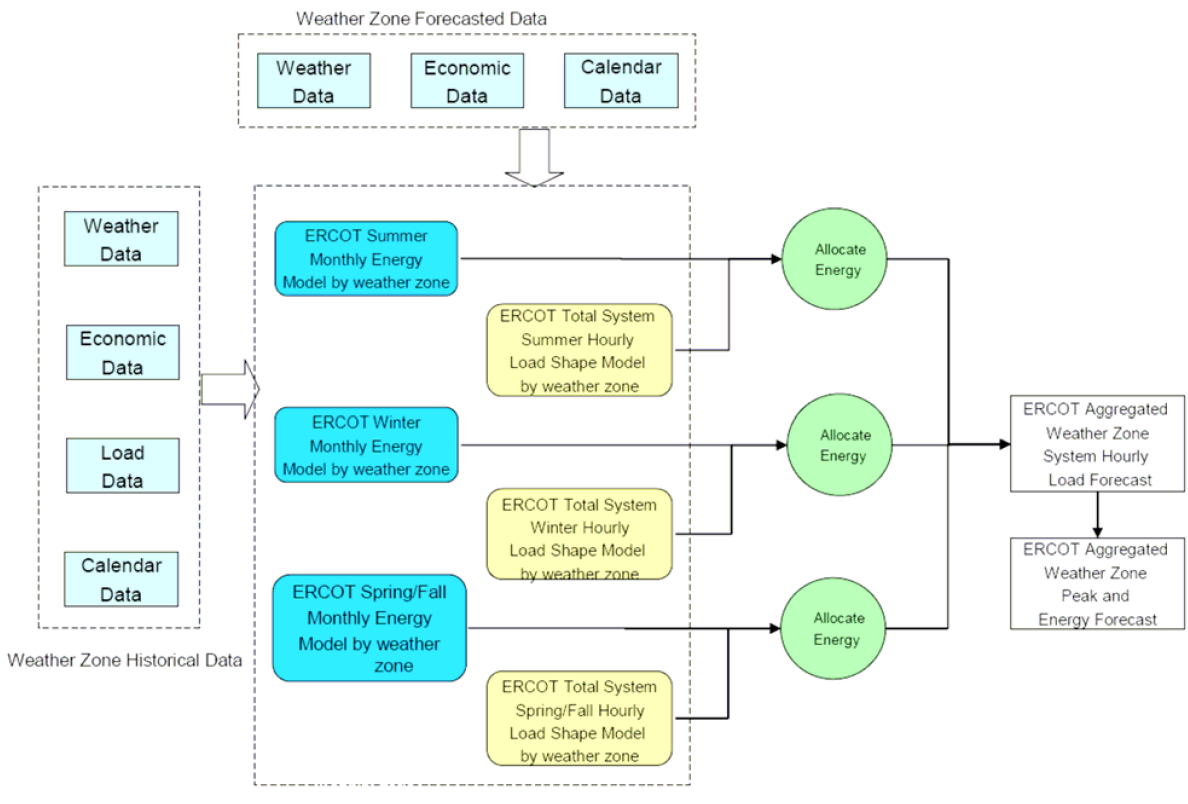 Weather Zone Forecasted Data
Weather
Data
Economic
Data
Calendar
Data
Weather
Data
Economic
Data
Load
Data
Calendar
Data
Weather Zone Historical Data
ERCOT Summer
Monthly Energy
Model by weather zone
ERCOT Total System
Summer Hourly
Load Shape Model
by weather zone
Allocate
Energy
ERCOT Winter
Monthly Energy
Model by weather zone
ERCOT Total System
Winter Hourly
Load Shape Model
by weather zone
Allocate
Energy
ERCOT Spring/Fall
Monthly Energy
Model by weather
zone
ERCOT Total System
Spring/Fall Hourly
Load Shape Model
by weather zone
Allocate
Energy
ERCOT Aggregated
Weather Zone
System Hourly
Load Forecast
ERCOT Aggregated
Weather Zone
Peak and
Energy Forecast